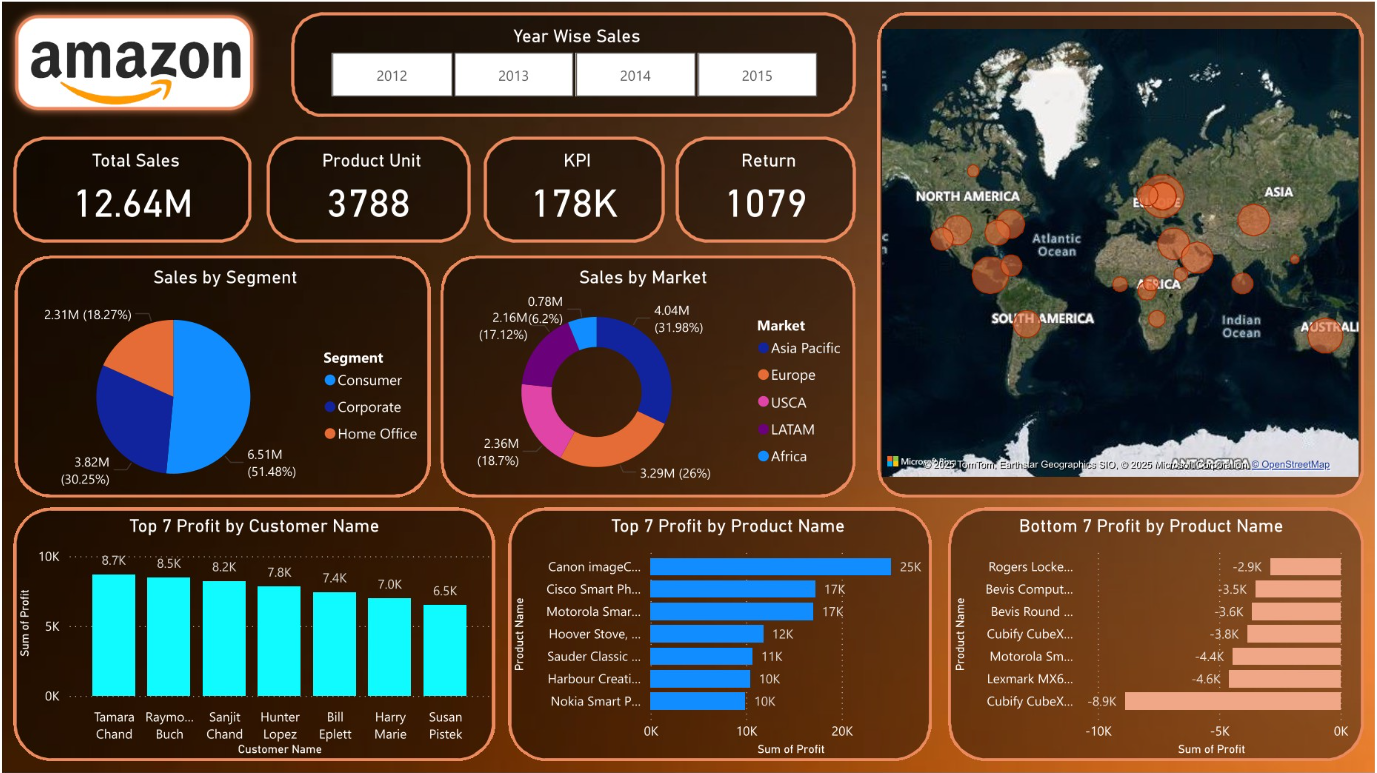 amazon
Year Wise Sales
2012
2013
2014
2015
Total Sales
12.64M
Product Unit
3788
KPI
178K
Return
1079
Sales by Segment
2.31M (18.27%)
3.82M
(30.25%)
6.51M
(51.48%)
Segment
Consumer
Corporate
Home Office
Sales by Market
0.78M
(6.2%)
2.16M
(17.12%)
4.04M
(31.98%)
2.36M
(18.7%)
3.29M (26%)
Market
Asia Pacific
Europe
USCA
LATAM
Africa
NORTH AMERICA
ASIA
Atlantic
Ocean
AFRICA
SOUTH AMERICA
Indian
Ocean
AUSTRALI
© 2025 TomTom, Earthstar Geographics SIO, © 2025 Microsoft Corporation, © OpenStreetMap
Top 7 Profit by Customer Name
Sum of Profit
10K
5K
0K
8.7K
8.5K
8.2K
7.8K
7.4K
7.0K
6.5K
Tamara
Chand
Raymo...
Buch
Sanjit
Chand
Hunter
Lopez
Bill
Eplett
Harry
Marie
Susan
Pistek
Customer Name
Top 7 Profit by Product Name
Product Name
Canon imageC... 25K
Cisco Smart Ph... 17K
Motorola Smar... 17K
Hoover Stove, ... 12K
Sauder Classic ... 11K
Harbour Creati... 10K
Nokia Smart P... 10K
0K
10K
20K
Sum of Profit
Bottom 7 Profit by Product Name
Product Name
Rogers Locke... -2.9K
Bevis Comput... -3.5K
Bevis Round ... -3.6K
Cubify CubeX... -3.8K
Motorola Sm... -4.4K
Lexmark MX6... -4.6K
Cubify CubeX... -8.9K
-10K
-5K
0K
Sum of Profit